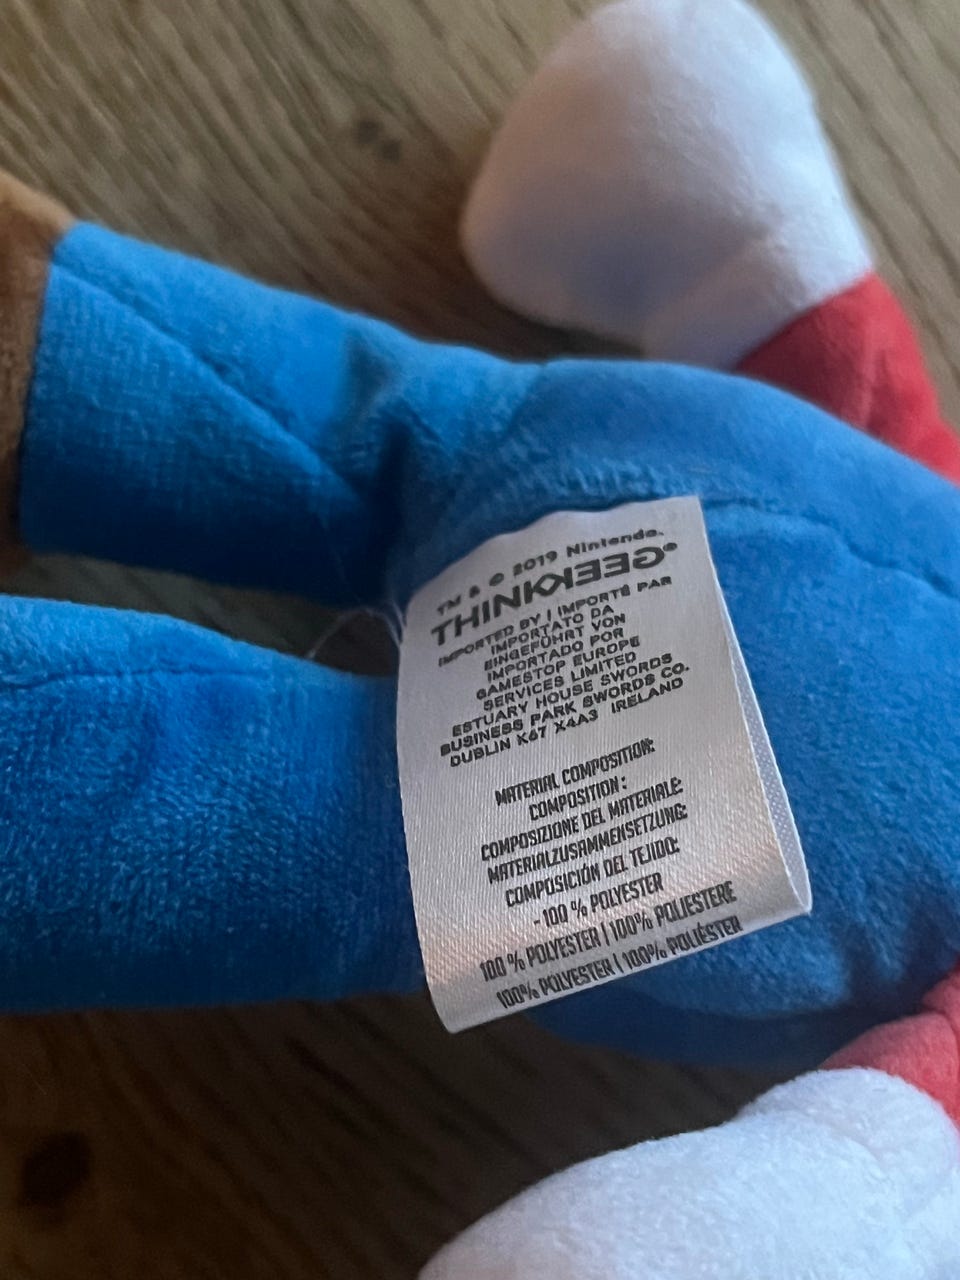 TM & © 2019 Nintendo.
THINKGEEK®
IMPORTED BY | IMPORTÉ PAR
IMPORTATO DA
EINGEFÜHRT VON
IMPORTADO POR
GAMESTOP EUROPE
SERVICES LIMITED
ESTUARY HOUSE SWORDS
BUSINESS PARK SWORDS CO.
DUBLIN K67 X4A3 IRELAND
MATERIAL COMPOSITION:
COMPOSITION :
COMPOSIZIONE DEL MATERIALE:
MATERIALZUSAMMENSETZUNG:
COMPOSICIÓN DEL TEJIDO:
- 100 % POLYESTER
100 % POLYESTER | 100% POLIESTERE
100% POLYESTER | 100% POLIÉSTER